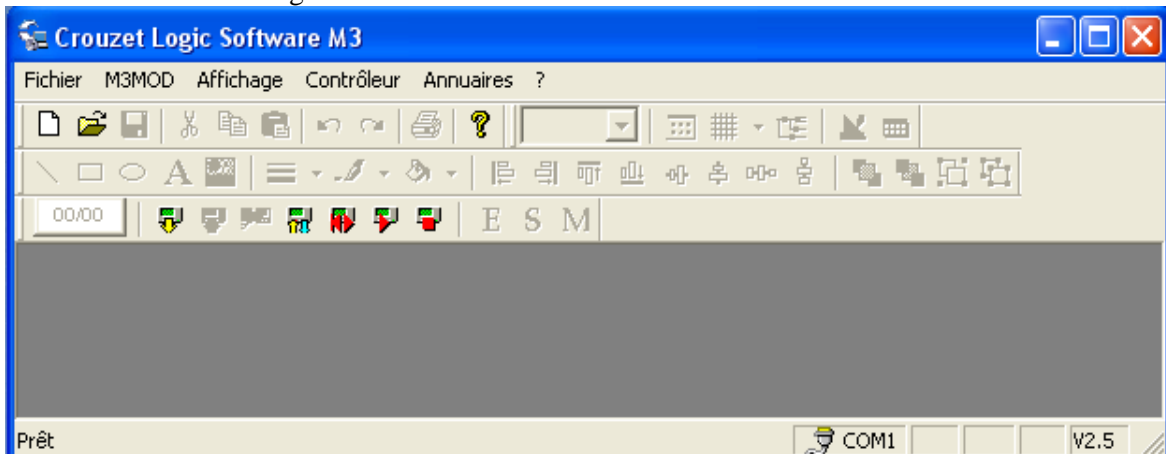 Crouzet Logic Software M3
Fichier M3MOD Affichage Contrôleur Annuaires ?
A
00/00 E S M
Prêt COM1 V2.5